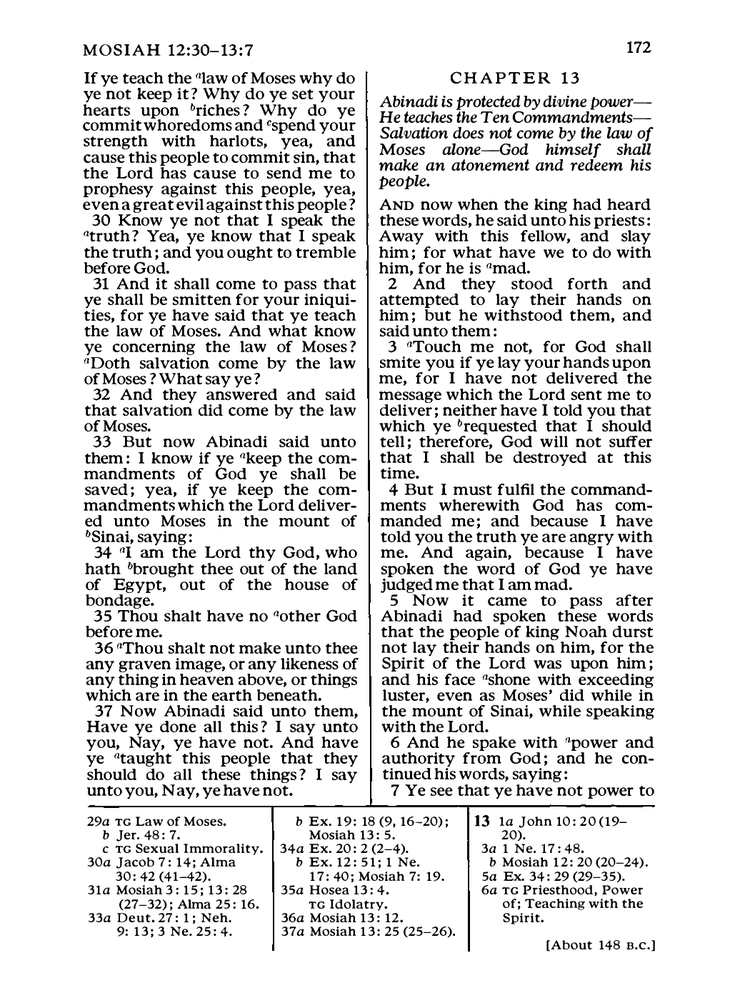 MOSIAH 12:30–13:7
172
If ye teach the ᵃlaw of Moses why do
ye not keep it? Why do ye set your
hearts upon ᵇriches? Why do ye
commit whoredoms and ᶜspend your
strength with harlots, yea, and
cause this people to commit sin, that
the Lord has cause to send me to
prophesy against this people, yea,
even a great evil against this people?
30 Know ye not that I speak the
ᵃtruth? Yea, ye know that I speak
the truth; and you ought to tremble
before God.
31 And it shall come to pass that
ye shall be smitten for your iniqui-
ties, for ye have said that ye teach
the law of Moses. And what know
ye concerning the law of Moses?
ᵃDoth salvation come by the law
of Moses? What say ye?
32 And they answered and said
that salvation did come by the law
of Moses.
33 But now Abinadi said unto
them: I know if ye ᵃkeep the com-
mandments of God ye shall be
saved; yea, if ye keep the com-
mandments which the Lord deliver-
ed unto Moses in the mount of
ᵇSinai, saying:
34 ᵃI am the Lord thy God, who
hath ᵇbrought thee out of the land
of Egypt, out of the house of
bondage.
35 Thou shalt have no ᵃother God
before me.
36 ᵃThou shalt not make unto thee
any graven image, or any likeness of
any thing in heaven above, or things
which are in the earth beneath.
37 Now Abinadi said unto them,
Have ye done all this? I say unto
you, Nay, ye have not. And have
ye ᵃtaught this people that they
should do all these things? I say
unto you, Nay, ye have not.
CHAPTER 13
Abinadi is protected by divine power—
He teaches the Ten Commandments—
Salvation does not come by the law of
Moses alone—God himself shall
make an atonement and redeem his
people.
AND now when the king had heard
these words, he said unto his priests:
Away with this fellow, and slay
him; for what have we to do with
him, for he is ᵃmad.
2 And they stood forth and
attempted to lay their hands on
him; but he withstood them, and
said unto them:
3 ᵃTouch me not, for God shall
smite you if ye lay your hands upon
me, for I have not delivered the
message which the Lord sent me to
deliver; neither have I told you that
which ye ᵇrequested that I should
tell; therefore, God will not suffer
that I shall be destroyed at this
time.
4 But I must fulfil the command-
ments wherewith God has com-
manded me; and because I have
told you the truth ye are angry with
me. And again, because I have
spoken the word of God ye have
judged me that I am mad.
5 Now it came to pass after
Abinadi had spoken these words
that the people of king Noah durst
not lay their hands on him, for the
Spirit of the Lord was upon him;
and his face ᵃshone with exceeding
luster, even as Moses' did while in
the mount of Sinai, while speaking
with the Lord.
6 And he spake with ᵃpower and
authority from God; and he con-
tinued his words, saying:
7 Ye see that ye have not power to
29a TG Law of Moses.
b Jer. 48: 7.
c TG Sexual Immorality.
30a Jacob 7: 14; Alma
30: 42 (41–42).
31a Mosiah 3: 15; 13: 28
(27–32); Alma 25: 16.
33a Deut. 27: 1; Neh.
9: 13; 3 Ne. 25: 4.
b Ex. 19: 18 (9, 16–20);
Mosiah 13: 5.
34a Ex. 20: 2 (2–4).
b Ex. 12: 51; 1 Ne.
17: 40; Mosiah 7: 19.
35a Hosea 13: 4.
TG Idolatry.
36a Mosiah 13: 12.
37a Mosiah 13: 25 (25–26).
13 1a John 10: 20 (19–
20).
3a 1 Ne. 17: 48.
b Mosiah 12: 20 (20–24).
5a Ex. 34: 29 (29–35).
6a TG Priesthood, Power
of; Teaching with the
Spirit.
[About 148 B.C.]